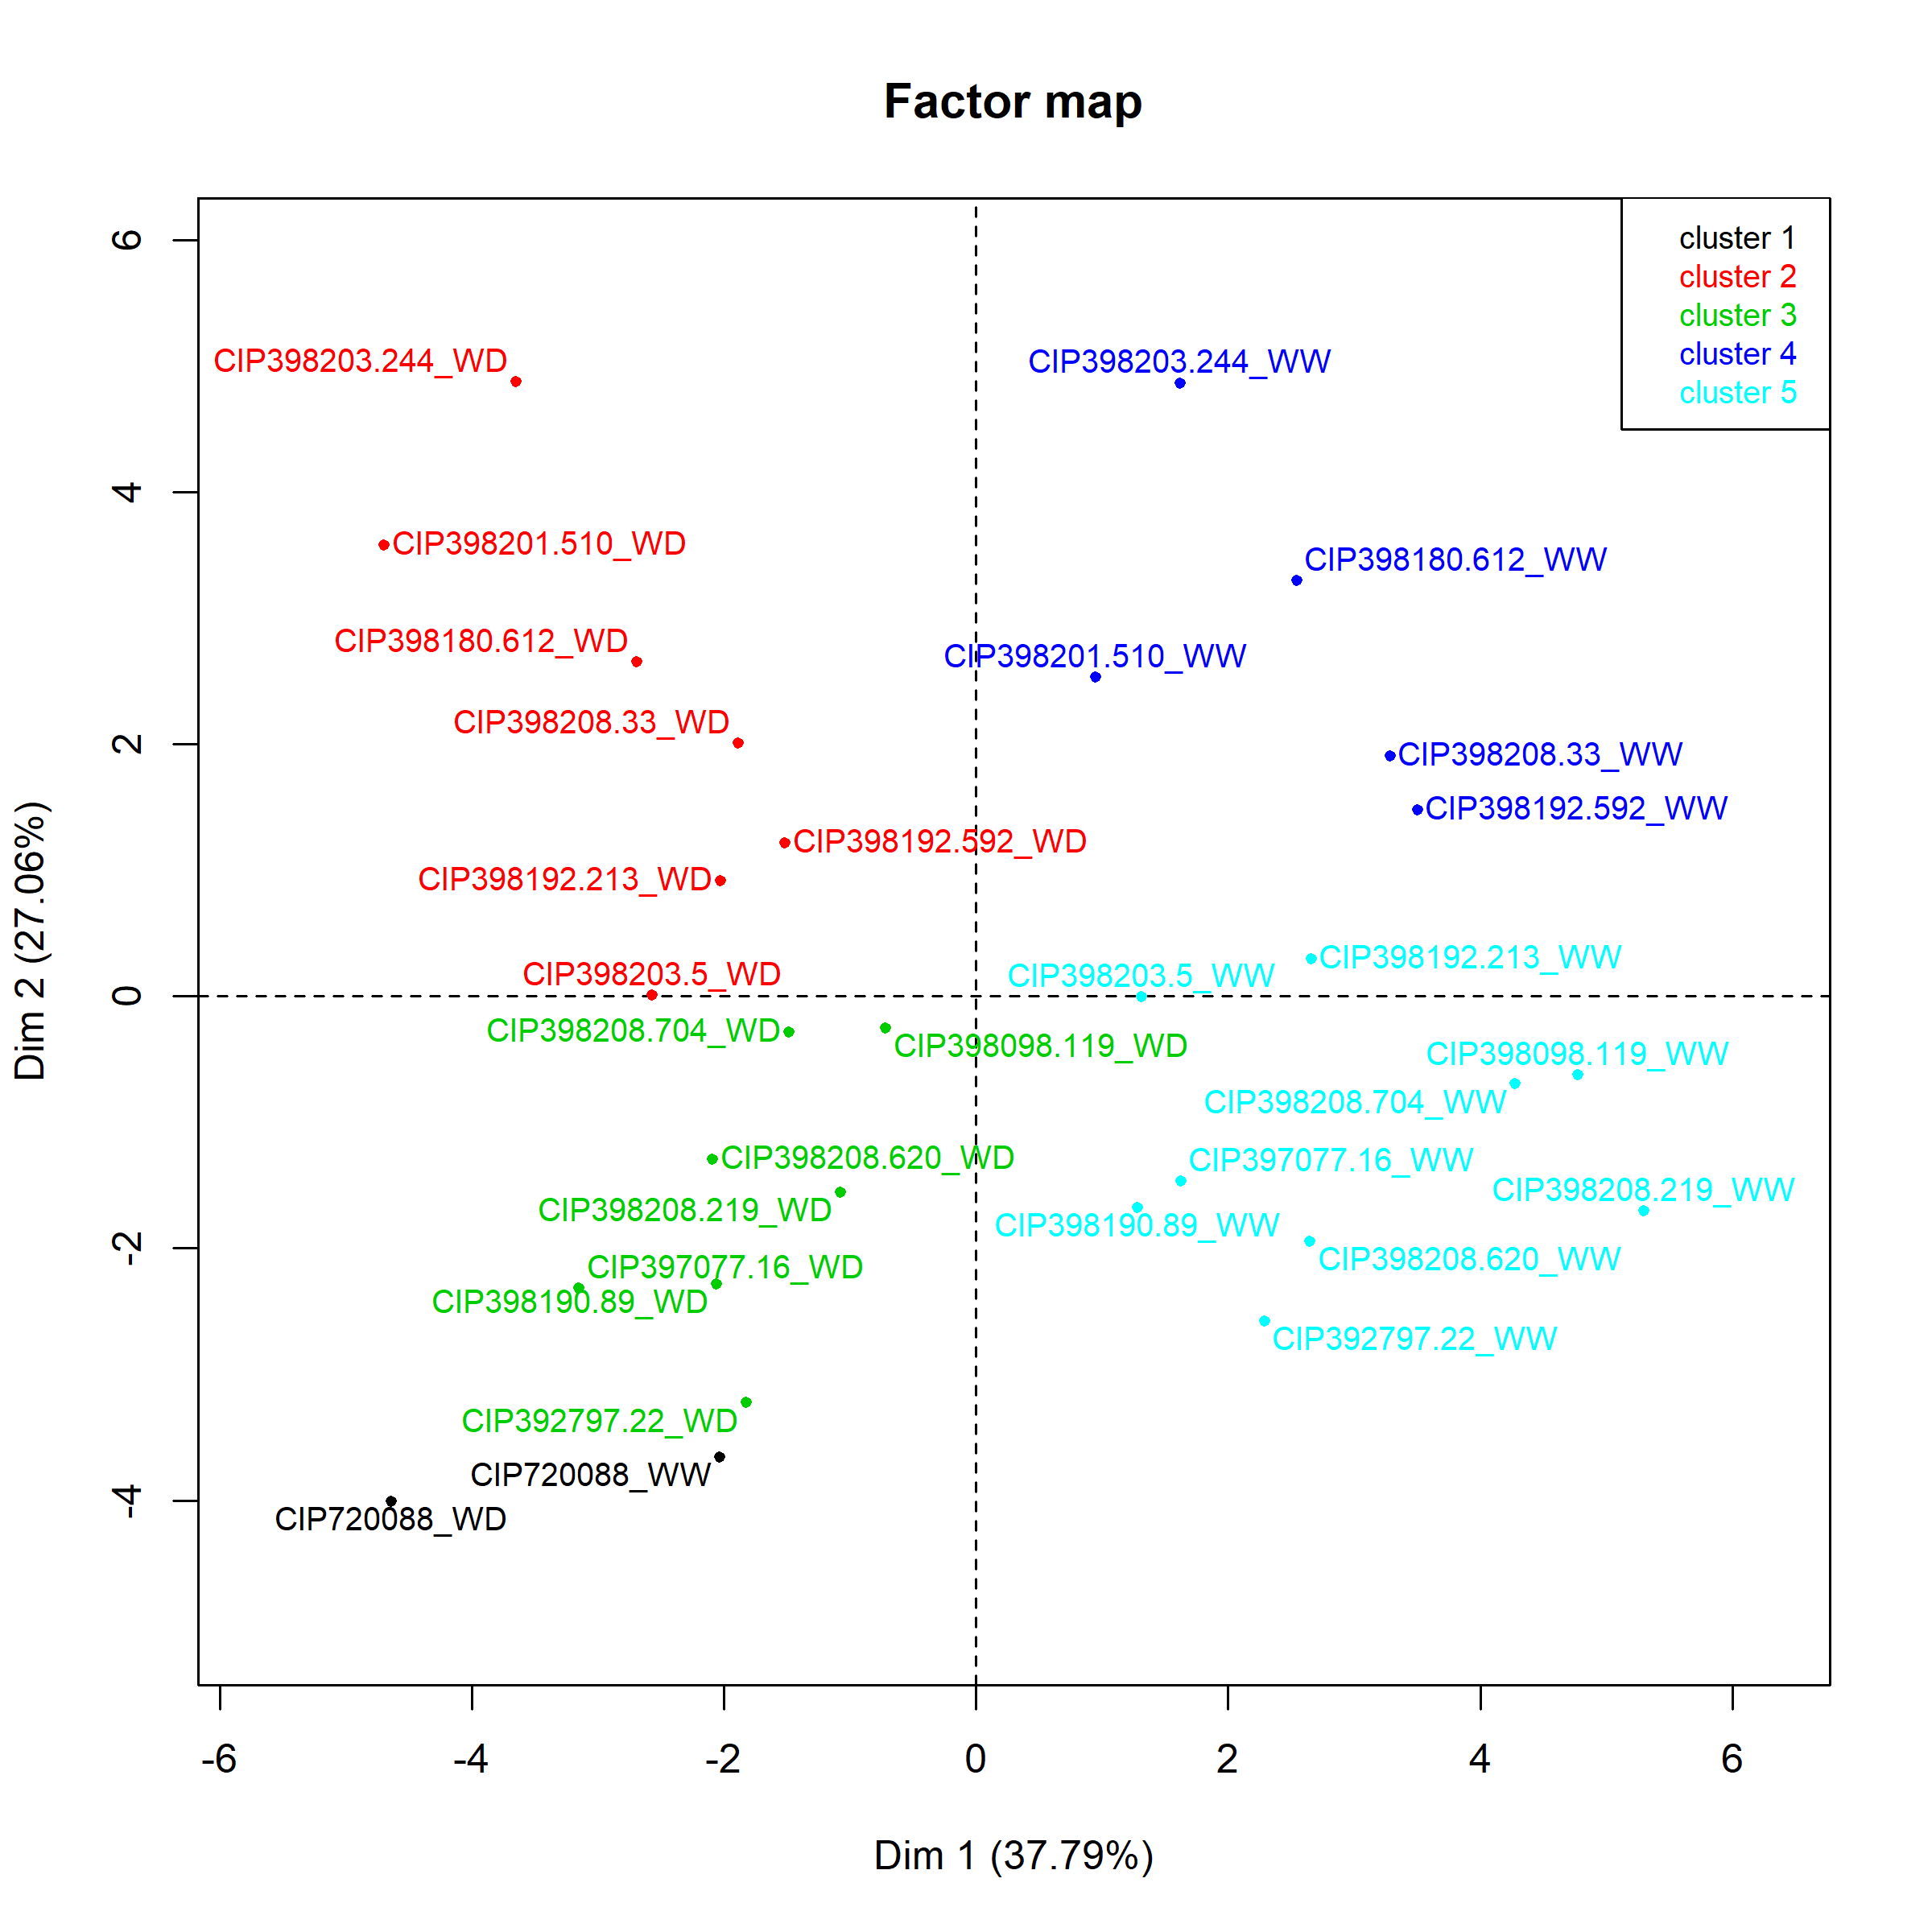 Factor map
6
4
2
0
-2
-4
Dim 2 (27.06%)
cluster 1
cluster 2
cluster 3
cluster 4
cluster 5
CIP398203.244_WD
CIP398203.244_WW
CIP398201.510_WD
CIP398180.612_WW
CIP398180.612_WD
CIP398201.510_WW
CIP398208.33_WD
CIP398208.33_WW
CIP398192.592_WW
CIP398192.592_WD
CIP398192.213_WD
CIP398192.213_WW
CIP398203.5_WD
CIP398203.5_WW
CIP398208.704_WD
CIP398098.119_WD
CIP398098.119_WW
CIP398208.704_WW
CIP398208.620_WD
CIP397077.16_WW
CIP398208.219_WW
CIP398208.219_WD
CIP398190.89_WW
CIP398208.620_WW
CIP397077.16_WD
CIP398190.89_WD
CIP392797.22_WW
CIP392797.22_WD
CIP720088_WW
CIP720088_WD
-6
-4
-2
0
2
4
6
Dim 1 (37.79%)